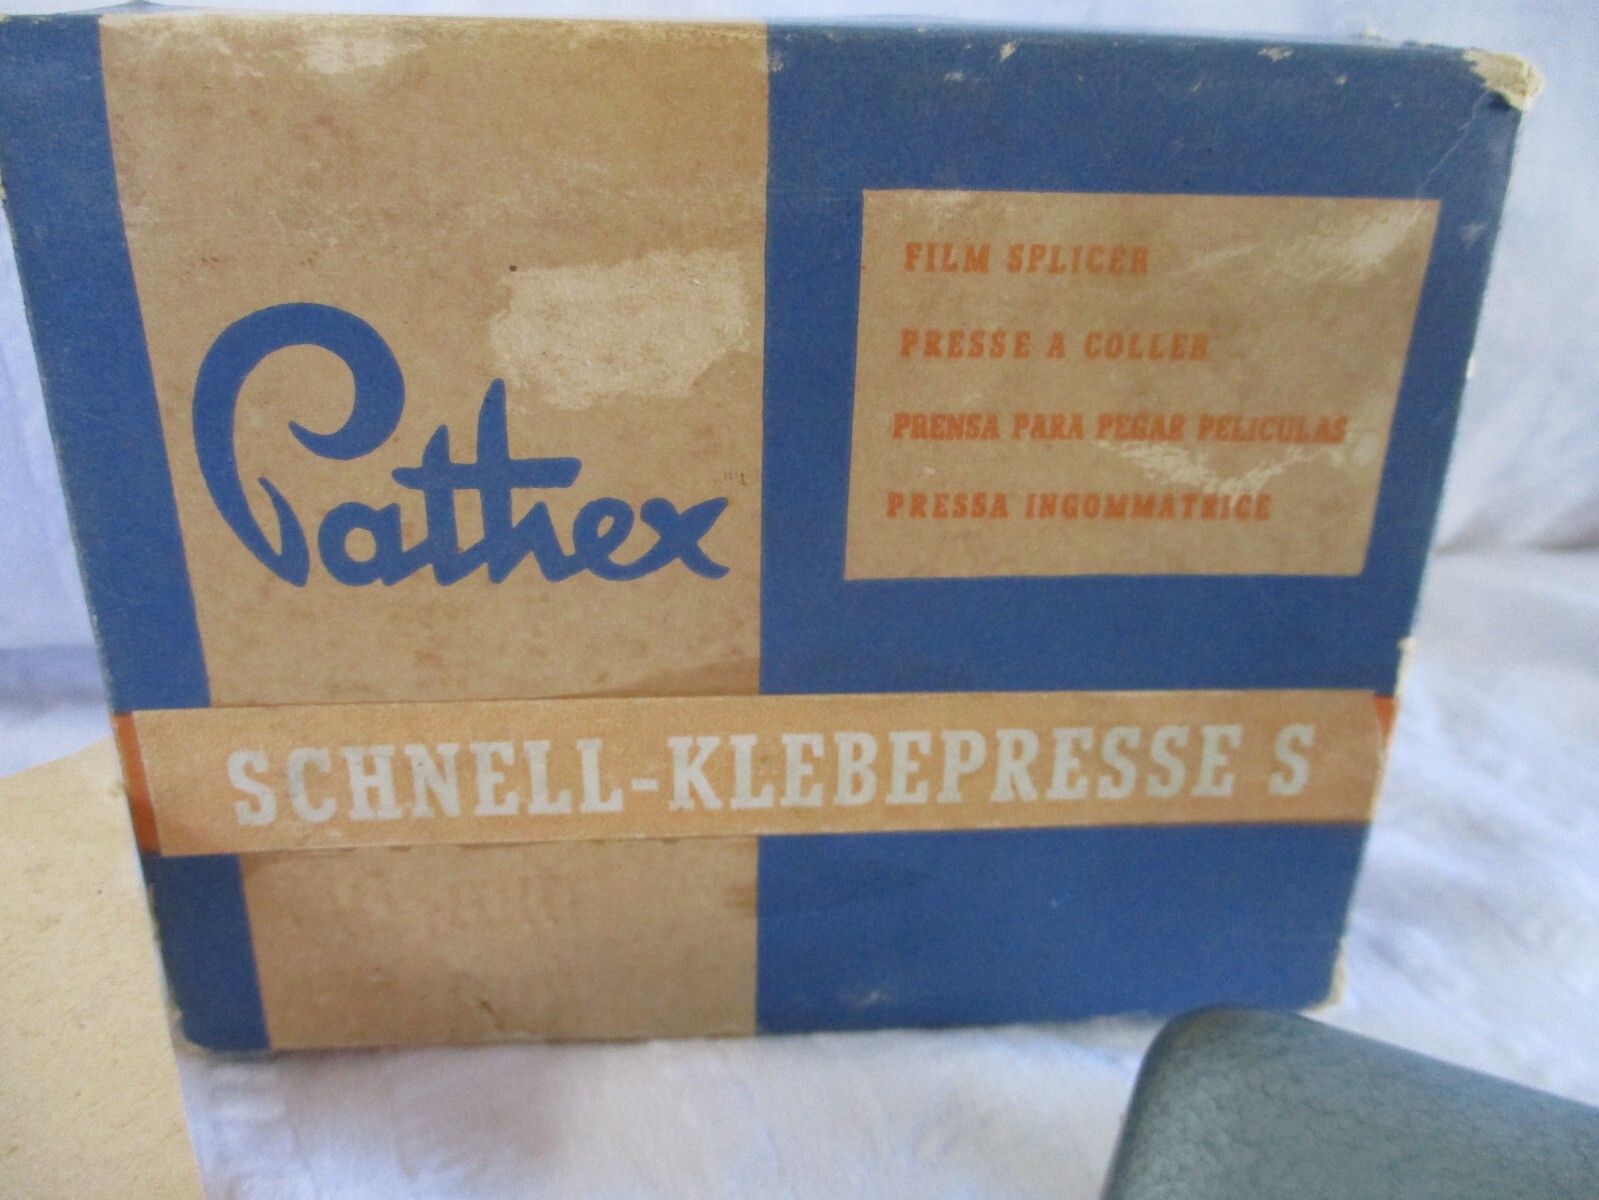 Pathex
FILM SPLICER
PRESSE A COLLER
PRENSA PARA PEGAR PELICULAS
PRESSA INGOMMATRICE
SCHNELL-KLEBEPRESSE S